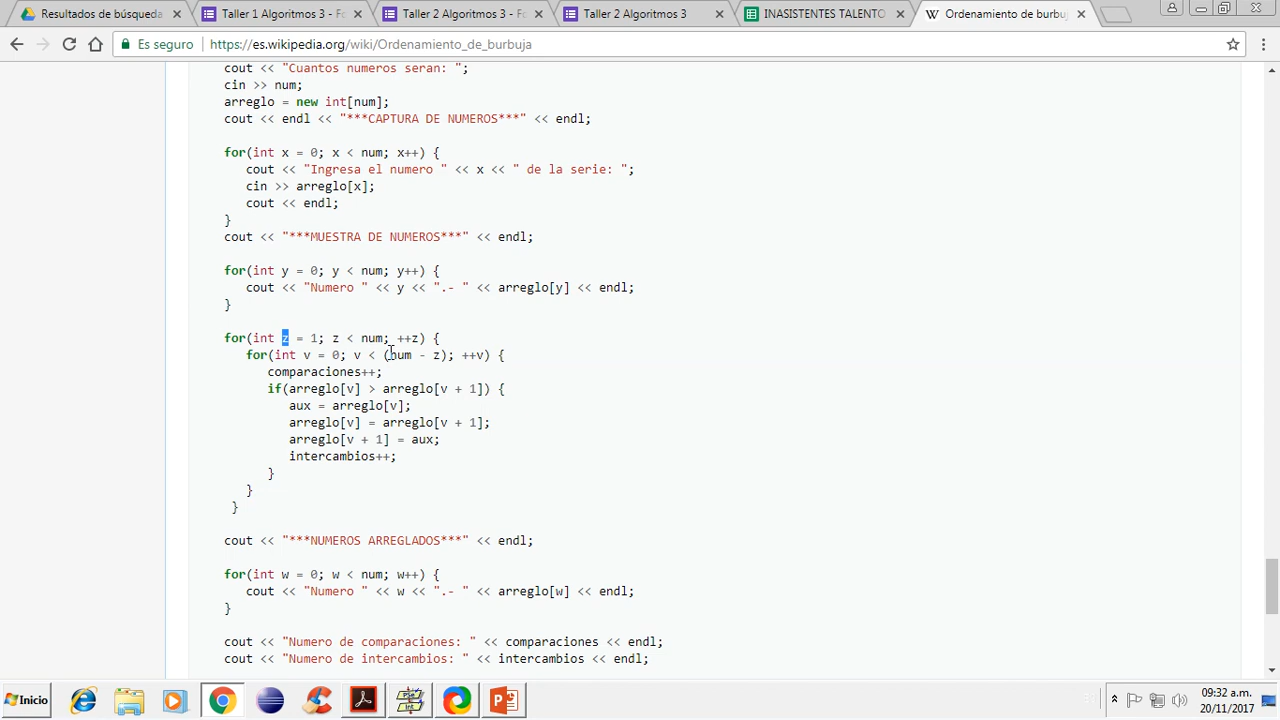 Resultados de búsqueda
Taller 1 Algoritmos 3 - Fo
Taller 2 Algoritmos 3 - Fo
Taller 2 Algoritmos 3
INASISTENTES TALENTO
Ordenamiento de burbuj
Es seguro
https://es.wikipedia.org/wiki/Ordenamiento_de_burbuja
cout << "Cuantos numeros seran: ";
cin >> num;
arreglo = new int[num];
cout << endl << "***CAPTURA DE NUMEROS***" << endl;
for(int x = 0; x < num; x++) {
cout << "Ingresa el numero " << x << " de la serie: ";
cin >> arreglo[x];
cout << endl;
}
cout << "***MUESTRA DE NUMEROS***" << endl;
for(int y = 0; y < num; y++) {
cout << "Numero " << y << ".- " << arreglo[y] << endl;
}
for(int z = 1; z < num; ++z) {
for(int v = 0; v < (num - z); ++v) {
comparaciones++;
if(arreglo[v] > arreglo[v + 1]) {
aux = arreglo[v];
arreglo[v] = arreglo[v + 1];
arreglo[v + 1] = aux;
intercambios++;
}
}
}
cout << "***NUMEROS ARREGLADOS***" << endl;
for(int w = 0; w < num; w++) {
cout << "Numero " << w << ".- " << arreglo[w] << endl;
}
cout << "Numero de comparaciones: " << comparaciones << endl;
cout << "Numero de intercambios: " << intercambios << endl;
Inicio
09:32 a.m.
20/11/2017